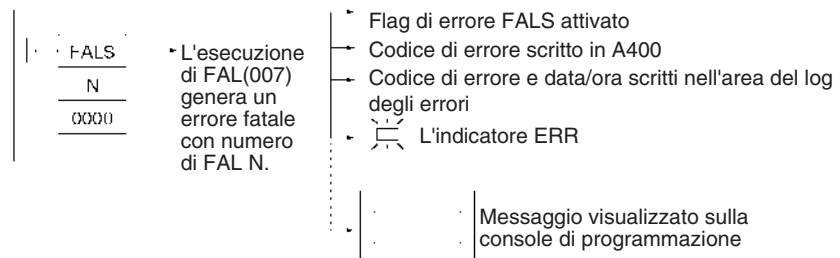 FALS
N
0000
L'esecuzione
di FAL(007)
genera un
errore fatale
con numero
di FAL N.
Flag di errore FALS attivato
Codice di errore scritto in A400
Codice di errore e data/ora scritti nell'area del log
degli errori
L'indicatore ERR
Messaggio visualizzato sulla
console di programmazione